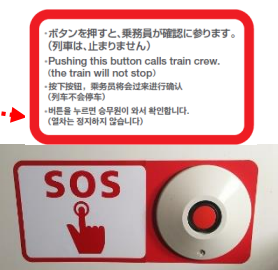 ・ボタンを押すと、乗務員が確認に参ります。
（列車は、止まりません）
・Pushing this button calls train crew.
(the train will not stop)
・按下按钮，乘务员将会过来进行确认
（列车不会停车）
・버튼을 누르면 승무원이 와서 확인합니다.
（열차는 정지하지 않습니다）
SOS